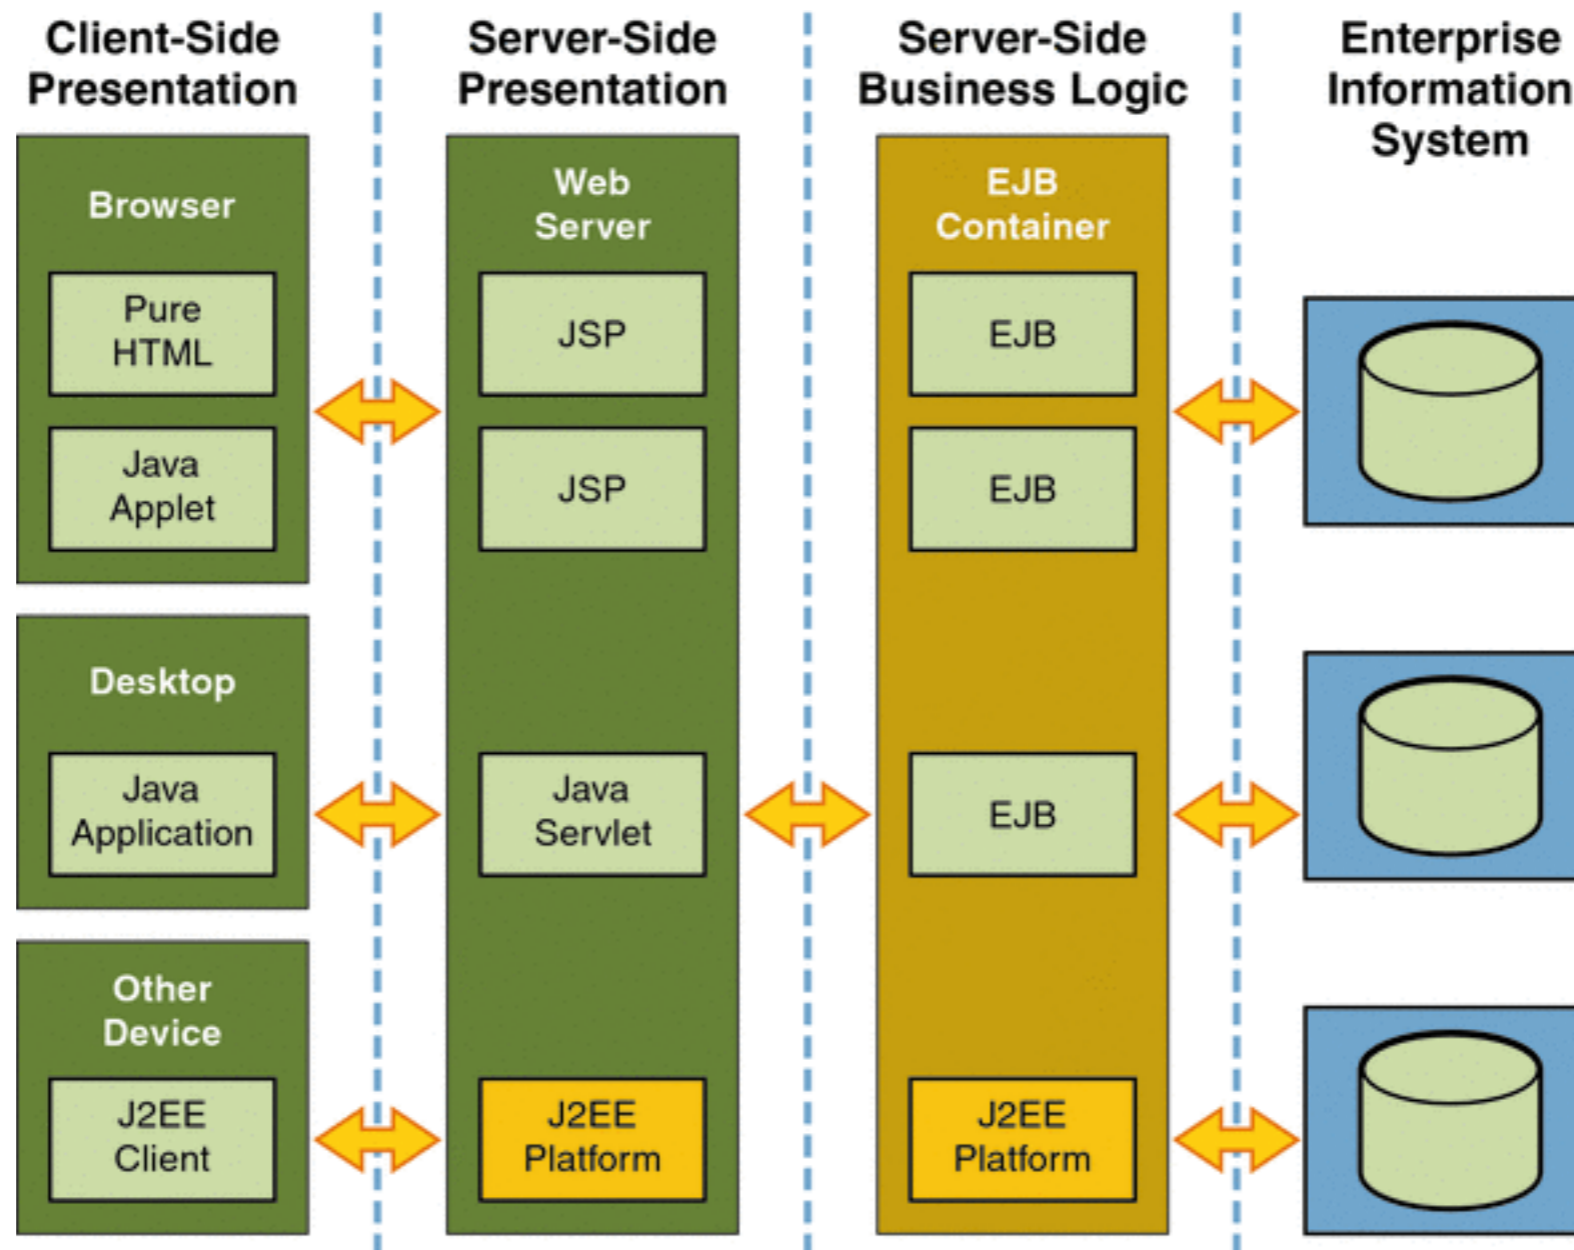 Client-Side
Presentation
Server-Side
Presentation
Server-Side
Business Logic
Enterprise
Information
System
Browser
Pure
HTML
Java
Applet
Desktop
Java
Application
Other
Device
J2EE
Client
Web
Server
JSP
JSP
Java
Servlet
J2EE
Platform
EJB
Container
EJB
EJB
EJB
J2EE
Platform